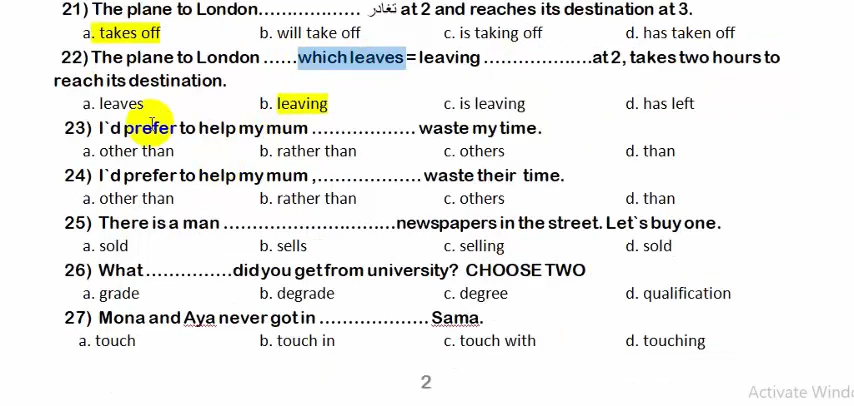 21) The plane to London.................. تغادر at 2 and reaches its destination at 3.
a. takes off b. will take off c. is taking off d. has taken off
22) The plane to London ......which leaves = leaving ...................at 2, takes two hours to
reach its destination.
a. leaves b. leaving c. is leaving d. has left
23) I`d prefer to help my mum .................. waste my time.
a. other than b. rather than c. others d. than
24) I`d prefer to help my mum ,.................. waste their time.
a. other than b. rather than c. others d. than
25) There is a man ..............................newspapers in the street. Let`s buy one.
a. sold b. sells c. selling d. sold
26) What ...............did you get from university? CHOOSE TWO
a. grade b. degrade c. degree d. qualification
27) Mona and Aya never got in ................... Sama.
a. touch b. touch in c. touch with d. touching
2
Activate Windo